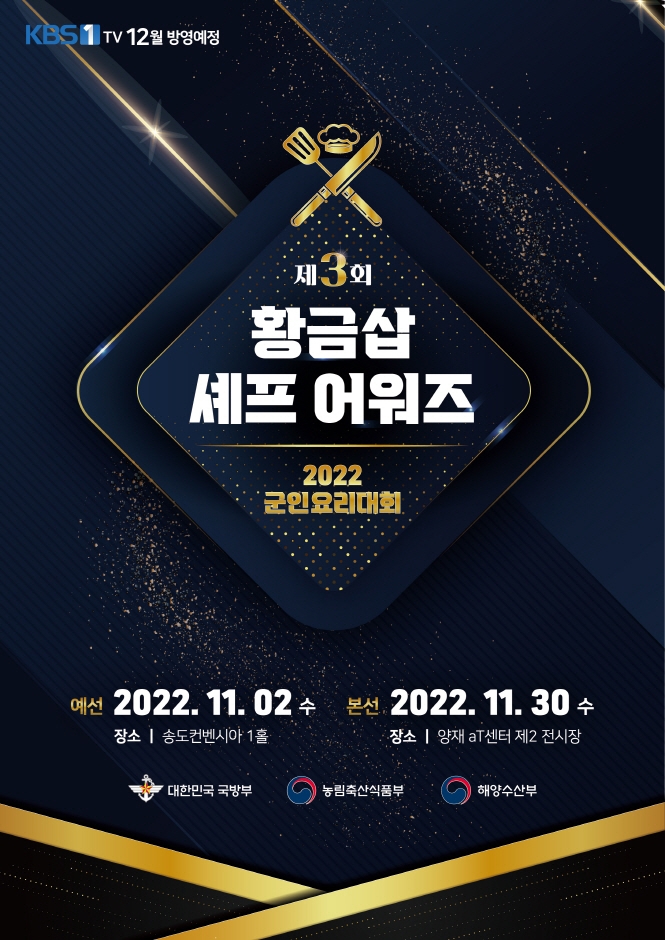 KBS1 TV 12월 방영예정
제3회
황금삽
셰프 어워즈
2022
군인요리대회
예선 2022. 11. 02 수
장소 | 송도컨벤시아 1홀
본선 2022. 11. 30 수
장소 | 양재 aT센터 제2 전시장
대한민국 국방부 농림축산식품부 해양수산부